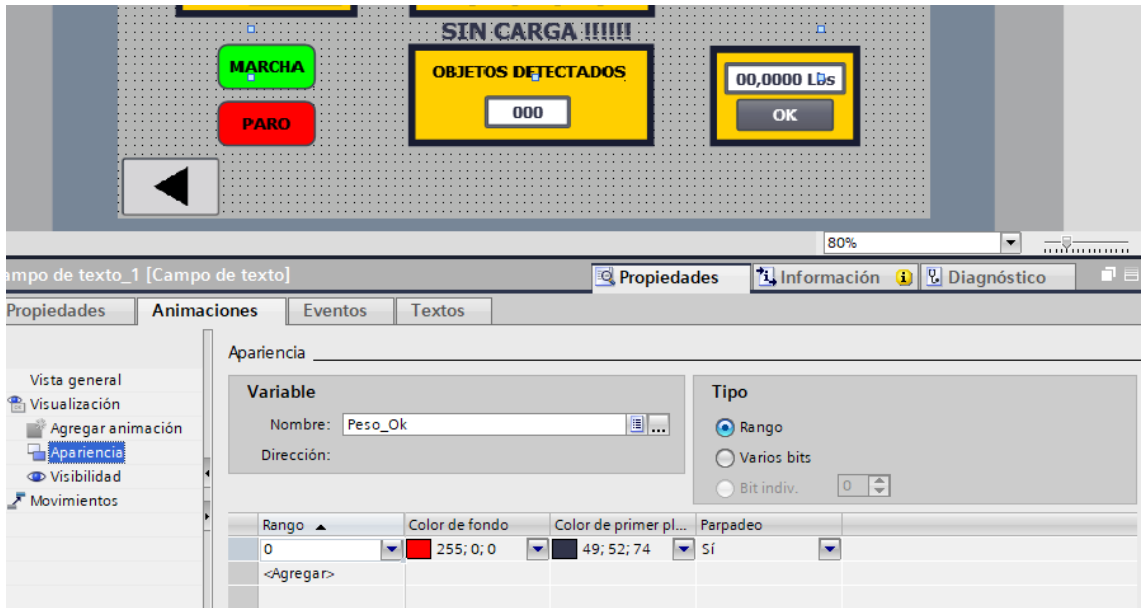 SIN CARGA !!!!!!
MARCHA
OBJETOS DETECTADOS
00,0000 Lbs
000
OK
PARO
80%
ampo de texto_1 [Campo de texto]
Propiedades
Información
Diagnóstico
Propiedades
Animaciones
Eventos
Textos
Apariencia
Vista general
Visualización
Agregar animación
Apariencia
Visibilidad
Movimientos
Variable
Nombre: Peso_Ok
Dirección:
Tipo
Rango
Varios bits
Bit indiv. 0
Rango Color de fondo Color de primer pl... Parpadeo
0 255; 0; 0 49; 52; 74 Sí
<Agregar>